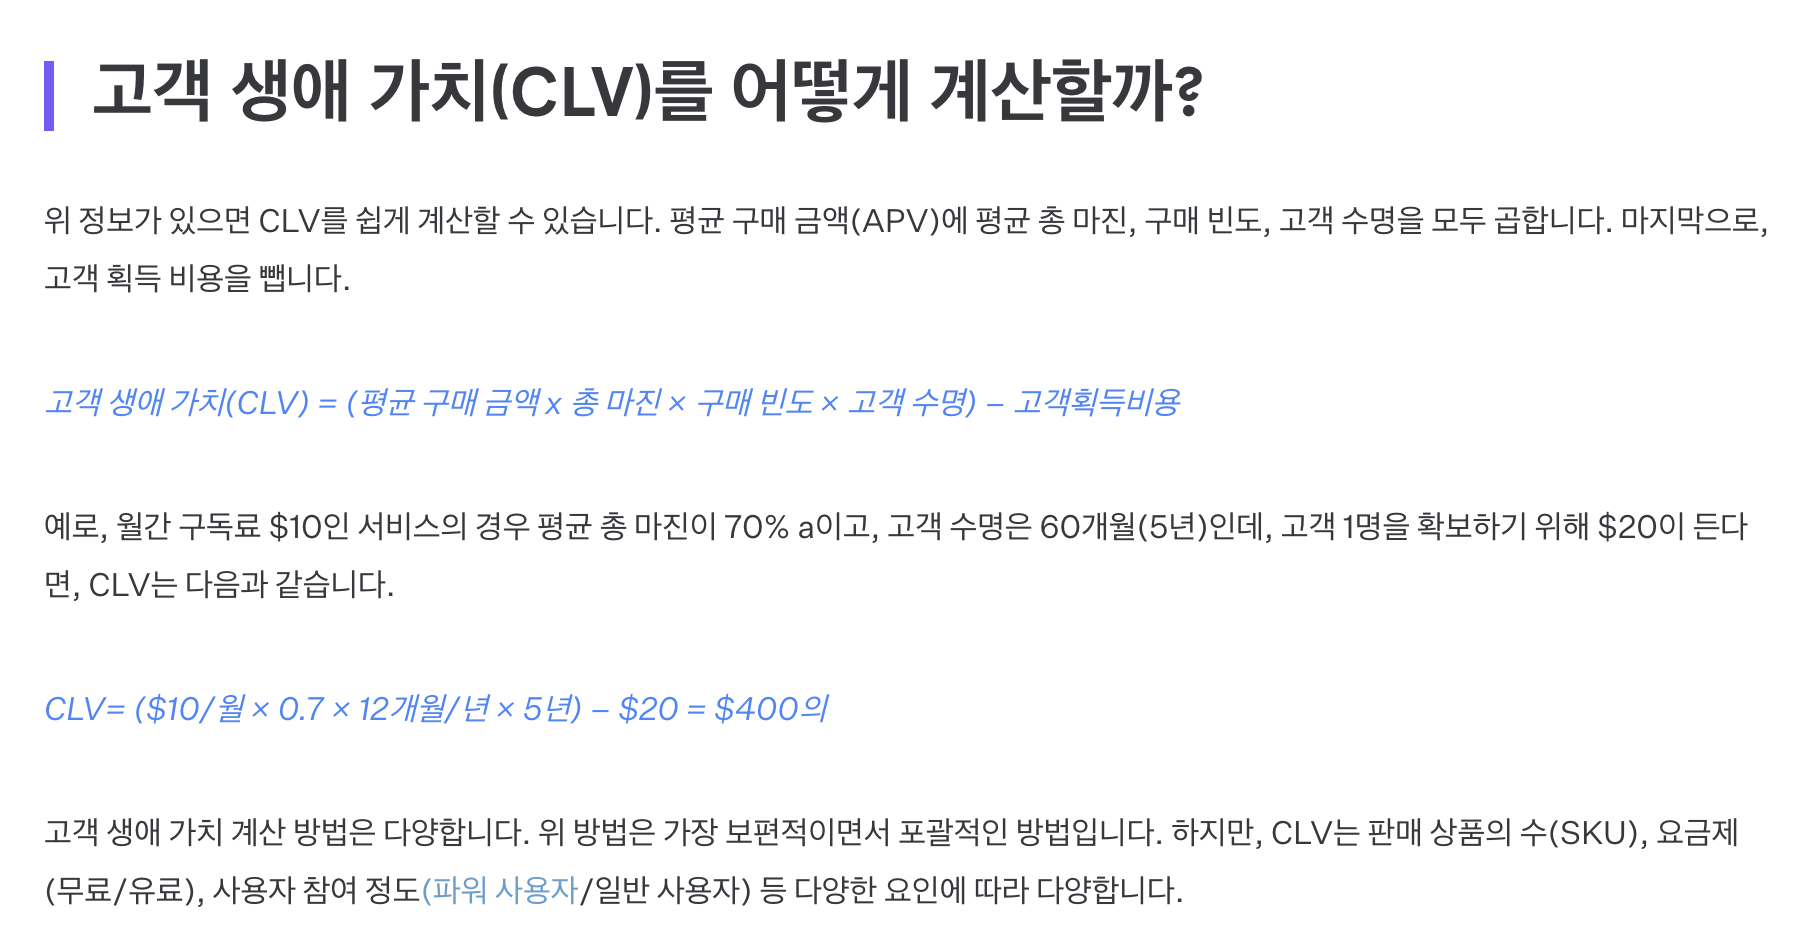 고객 생애 가치(CLV)를 어떻게 계산할까?
위 정보가 있으면 CLV를 쉽게 계산할 수 있습니다. 평균 구매 금액(APV)에 평균 총 마진, 구매 빈도, 고객 수명을 모두 곱합니다. 마지막으로,
고객 획득 비용을 뺍니다.
고객 생애 가치(CLV) = (평균 구매 금액 x 총 마진 × 구매 빈도 × 고객 수명) – 고객획득비용
예로, 월간 구독료 $10인 서비스의 경우 평균 총 마진이 70% a이고, 고객 수명은 60개월(5년)인데, 고객 1명을 확보하기 위해 $20이 든다
면, CLV는 다음과 같습니다.
CLV= ($10/월 × 0.7 × 12개월/년 × 5년) – $20 = $400의
고객 생애 가치 계산 방법은 다양합니다. 위 방법은 가장 보편적이면서 포괄적인 방법입니다. 하지만, CLV는 판매 상품의 수(SKU), 요금제
(무료/유료), 사용자 참여 정도(파워 사용자/일반 사용자) 등 다양한 요인에 따라 다양합니다.